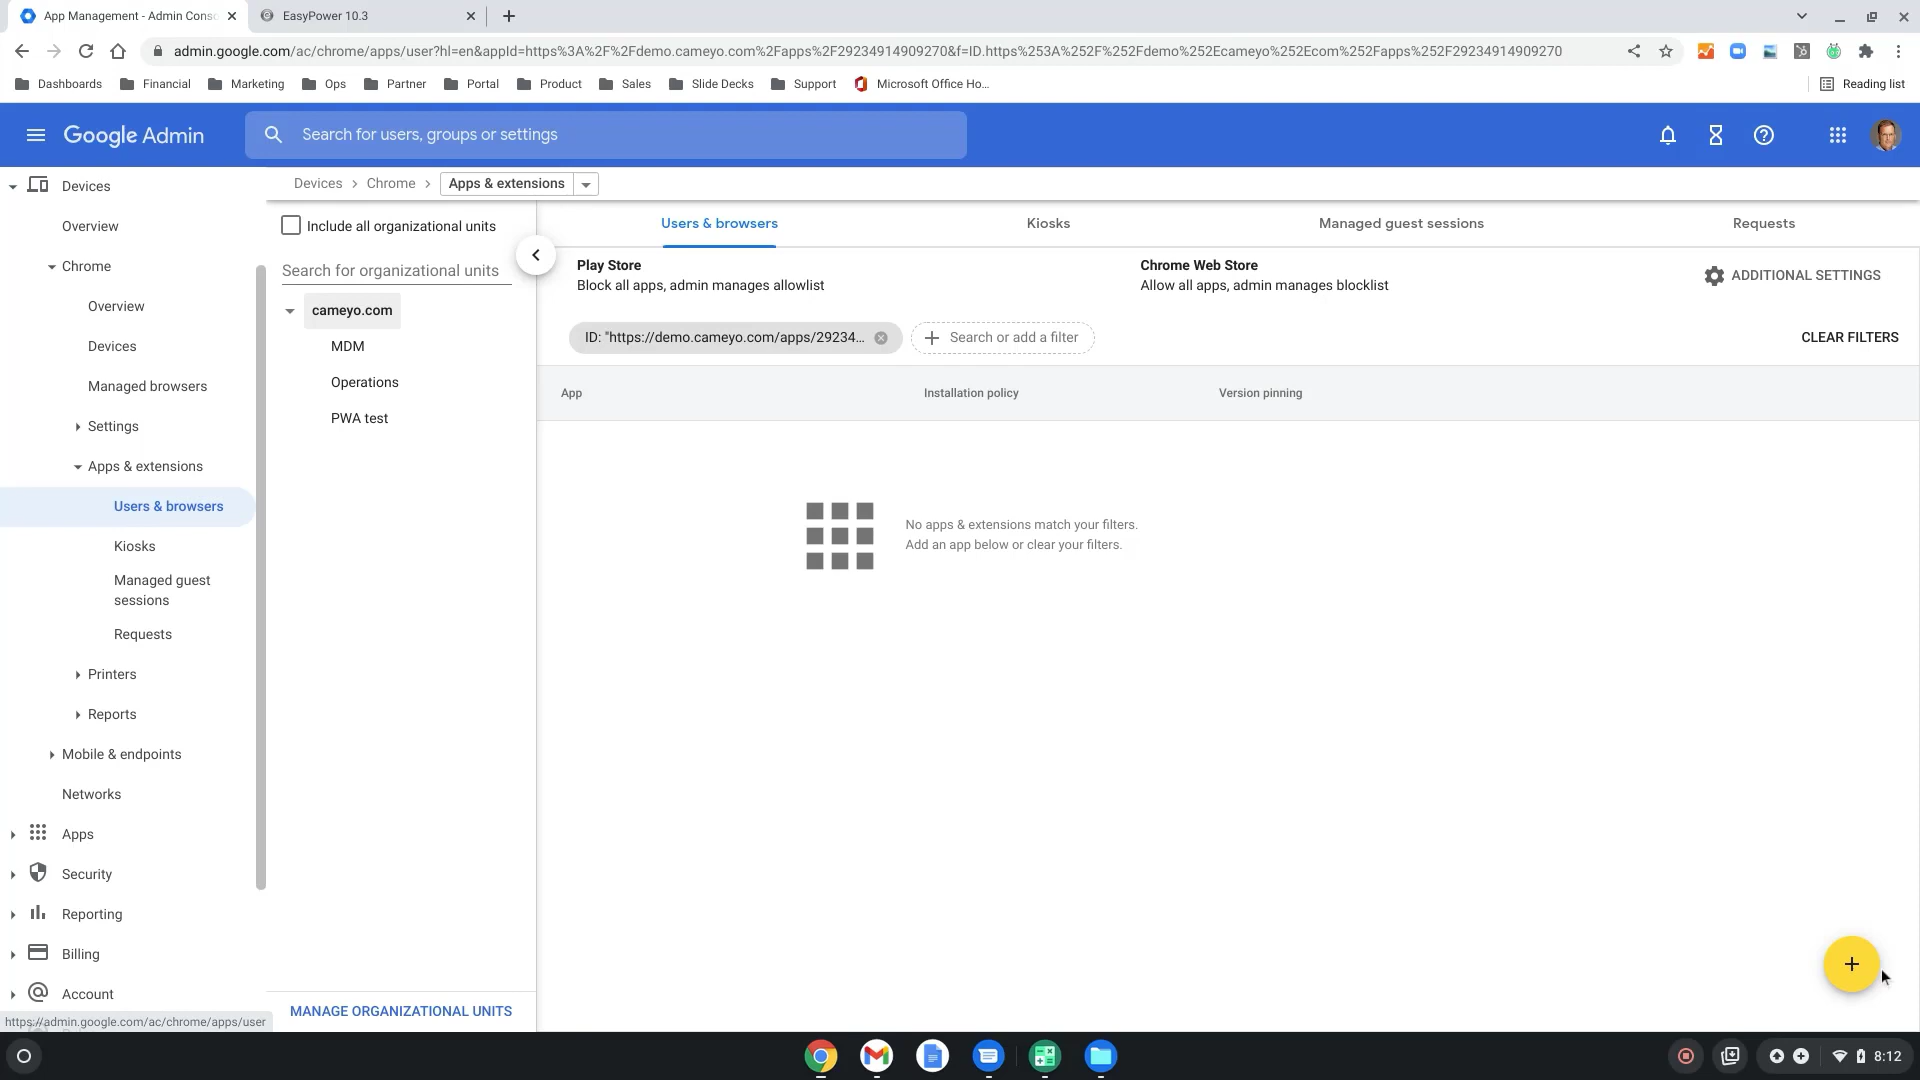 App Management - Admin Conso
EasyPower 10.3
admin.google.com/ac/chrome/apps/user?hl=en&appId=https%3A%2F%2Fdemo.cameyo.com%2Fapps%2F29234914909270&f=ID.https%253A%252F%252Fdemo%252Ecameyo%252Ecom%252Fapps%252F29234914909270
Dashboards
Financial
Marketing
Ops
Partner
Portal
Product
Sales
Slide Decks
Support
Microsoft Office Ho...
Reading list
Google Admin
Search for users, groups or settings
Devices
Overview
Chrome
Overview
Devices
Managed browsers
Settings
Apps & extensions
Users & browsers
Kiosks
Managed guest
sessions
Requests
Printers
Reports
Mobile & endpoints
Networks
Apps
Security
Reporting
Billing
Account
https://admin.google.com/ac/chrome/apps/user
Devices > Chrome > Apps & extensions
Include all organizational units
Search for organizational units
cameyo.com
MDM
Operations
PWA test
MANAGE ORGANIZATIONAL UNITS
Users & browsers
Kiosks
Managed guest sessions
Requests
Play Store
Block all apps, admin manages allowlist
Chrome Web Store
Allow all apps, admin manages blocklist
ADDITIONAL SETTINGS
ID: "https://demo.cameyo.com/apps/29234...
Search or add a filter
CLEAR FILTERS
App
Installation policy
Version pinning
No apps & extensions match your filters.
Add an app below or clear your filters.
8:12